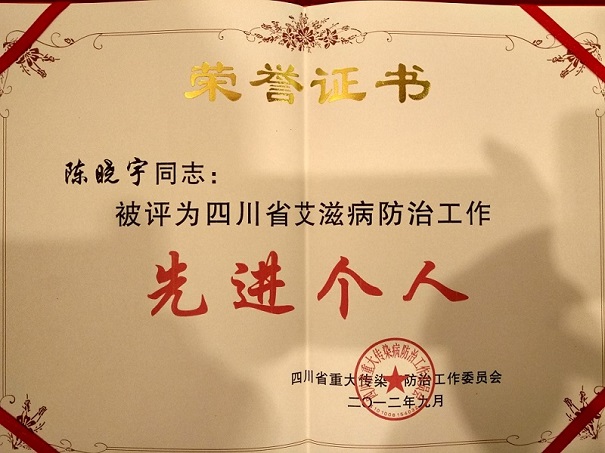 荣誉证书
陈晓宇同志：
被评为四川省艾滋病防治工作
先进个人
四川省重大传染病防治工作委员会
二〇一二年九月